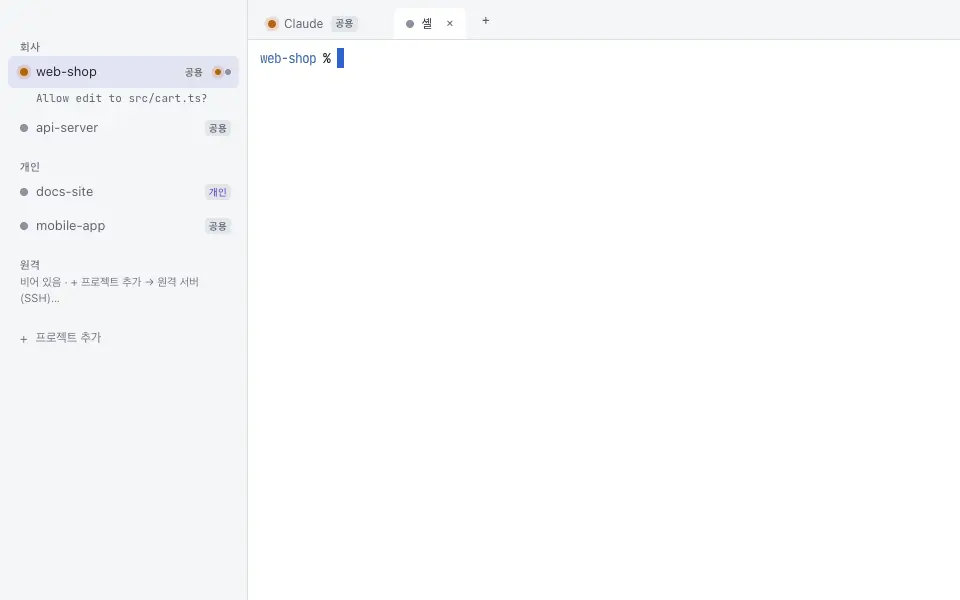 회사
web-shop 공용
Allow edit to src/cart.ts?
api-server 공용
개인
docs-site 개인
mobile-app 공용
원격
비어 있음 · + 프로젝트 추가 → 원격 서버
(SSH)...
+ 프로젝트 추가
Claude 공용 셸 × +
web-shop %